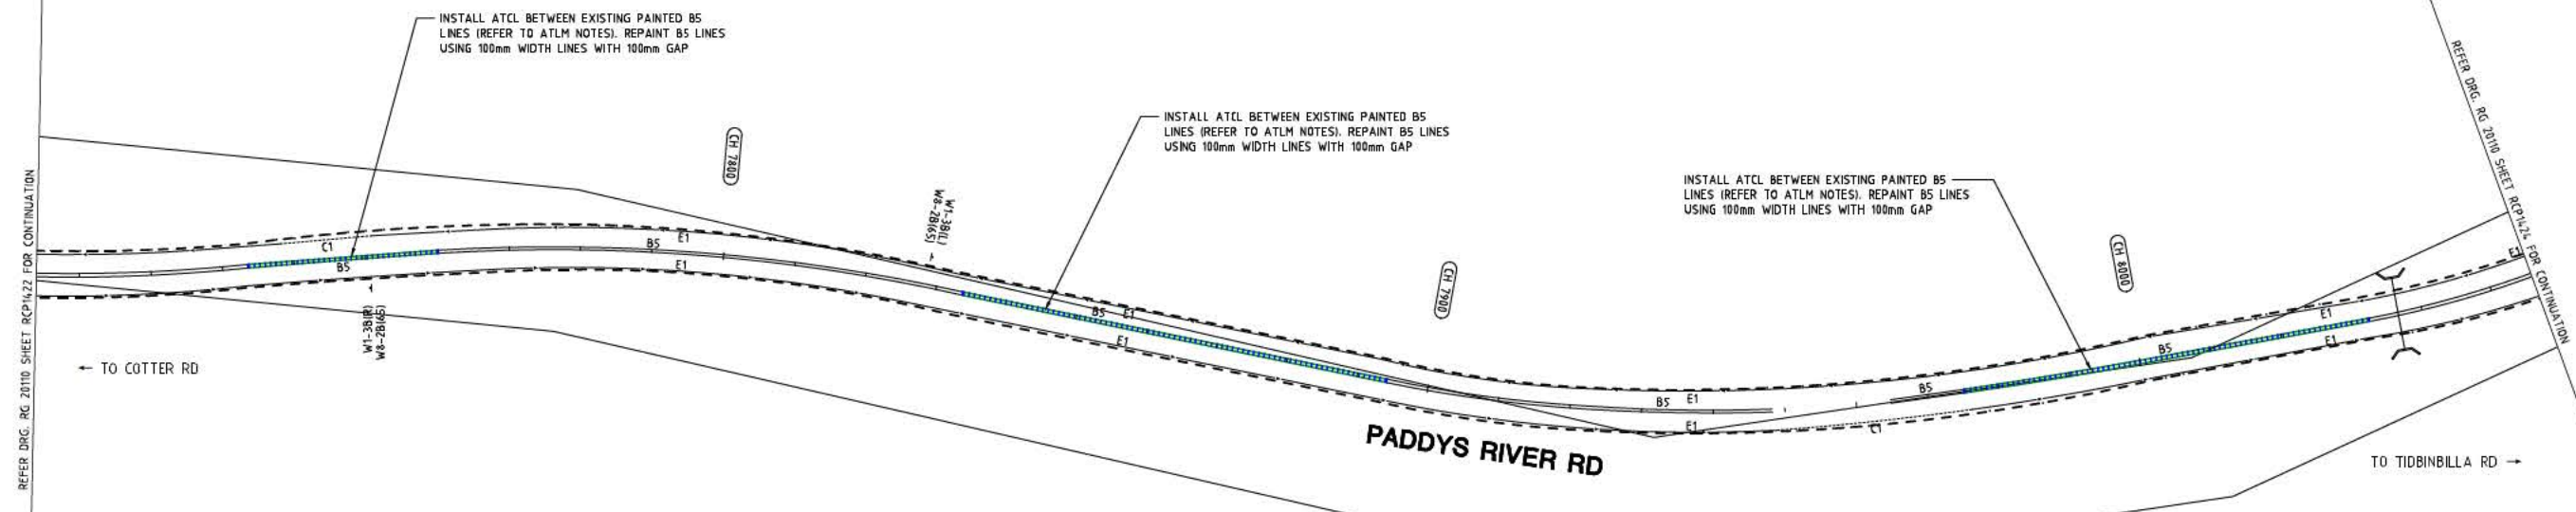 INSTALL ATCL BETWEEN EXISTING PAINTED B5
LINES (REFER TO ATLM NOTES). REPAINT B5 LINES
USING 100mm WIDTH LINES WITH 100mm GAP
INSTALL ATCL BETWEEN EXISTING PAINTED B5
LINES (REFER TO ATLM NOTES). REPAINT B5 LINES
USING 100mm WIDTH LINES WITH 100mm GAP
INSTALL ATCL BETWEEN EXISTING PAINTED B5
LINES (REFER TO ATLM NOTES). REPAINT B5 LINES
USING 100mm WIDTH LINES WITH 100mm GAP
REFER DRG. RG 20110 SHEET RCP1422 FOR CONTINUATION
REFER DRG. RG 20110 SHEET RCP1424 FOR CONTINUATION
CH 7800
CH 7900
CH 8000
W1-3B(L)
W8-2B(65)
W1-3B(R)
W8-2B(65)
C1
B5
B5
E1
E1
B5
E1
E1
B5
E1
E1
C1
B5
B5
E1
E1
E1
← TO COTTER RD
PADDYS RIVER RD
TO TIDBINBILLA RD →